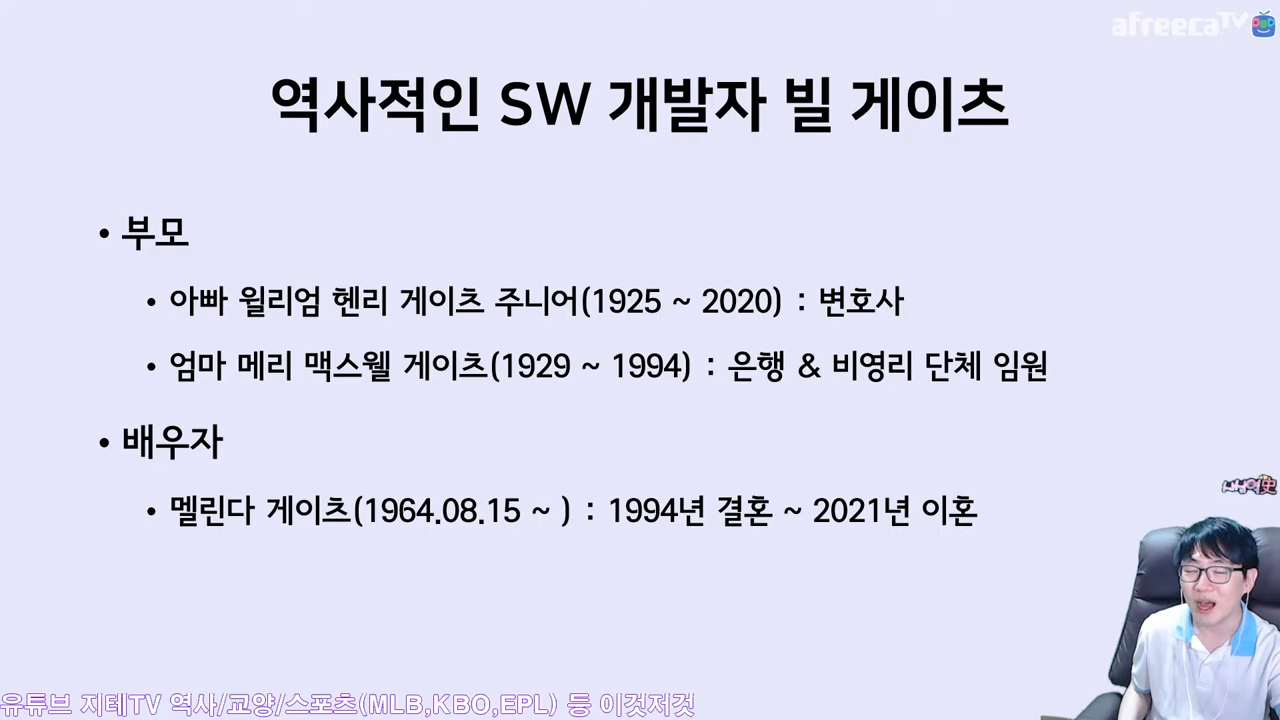 afreecaTV
역사적인 SW 개발자 빌 게이츠
• 부모
• 아빠 윌리엄 헨리 게이츠 주니어(1925 ~ 2020) : 변호사
• 엄마 메리 맥스웰 게이츠(1929 ~ 1994) : 은행 & 비영리 단체 임원
• 배우자
• 멜린다 게이츠(1964.08.15 ~ ) : 1994년 결혼 ~ 2021년 이혼
유튜브 지테TV 역사/교양/스포츠(MLB,KBO,EPL) 등 이것저것